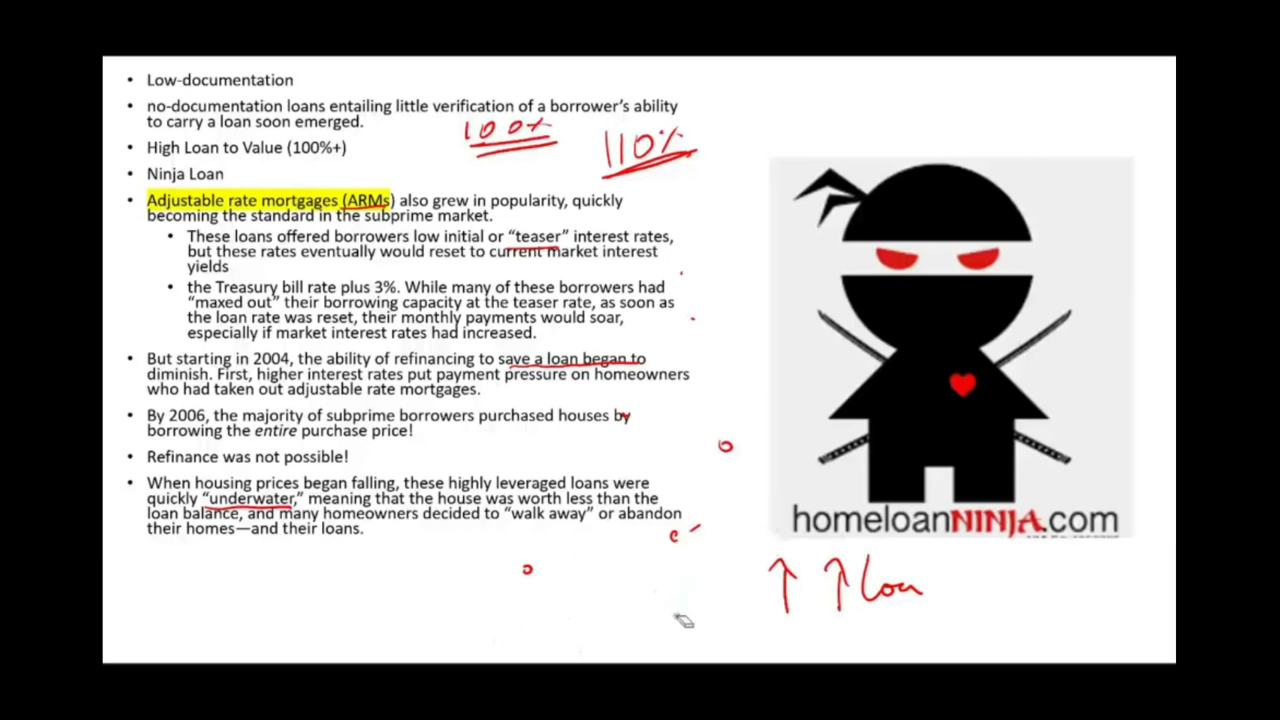 • Low-documentation
• no-documentation loans entailing little verification of a borrower's ability
to carry a loan soon emerged.
100%
110%
• High Loan to Value (100%+)
• Ninja Loan
• Adjustable rate mortgages (ARMs) also grew in popularity, quickly
becoming the standard in the subprime market.
• These loans offered borrowers low initial or “teaser” interest rates,
but these rates eventually would reset to current market interest
yields
• the Treasury bill rate plus 3%. While many of these borrowers had
“maxed out” their borrowing capacity at the teaser rate, as soon as
the loan rate was reset, their monthly payments would soar,
especially if market interest rates had increased.
• But starting in 2004, the ability of refinancing to save a loan began to
diminish. First, higher interest rates put payment pressure on homeowners
who had taken out adjustable rate mortgages.
• By 2006, the majority of subprime borrowers purchased houses by
borrowing the entire purchase price!
• Refinance was not possible!
• When housing prices began falling, these highly leveraged loans were
quickly “underwater,” meaning that the house was worth less than the
loan balance, and many homeowners decided to “walk away” or abandon
their homes—and their loans.
homeloanNINJA.com
↑ ↑ Loan